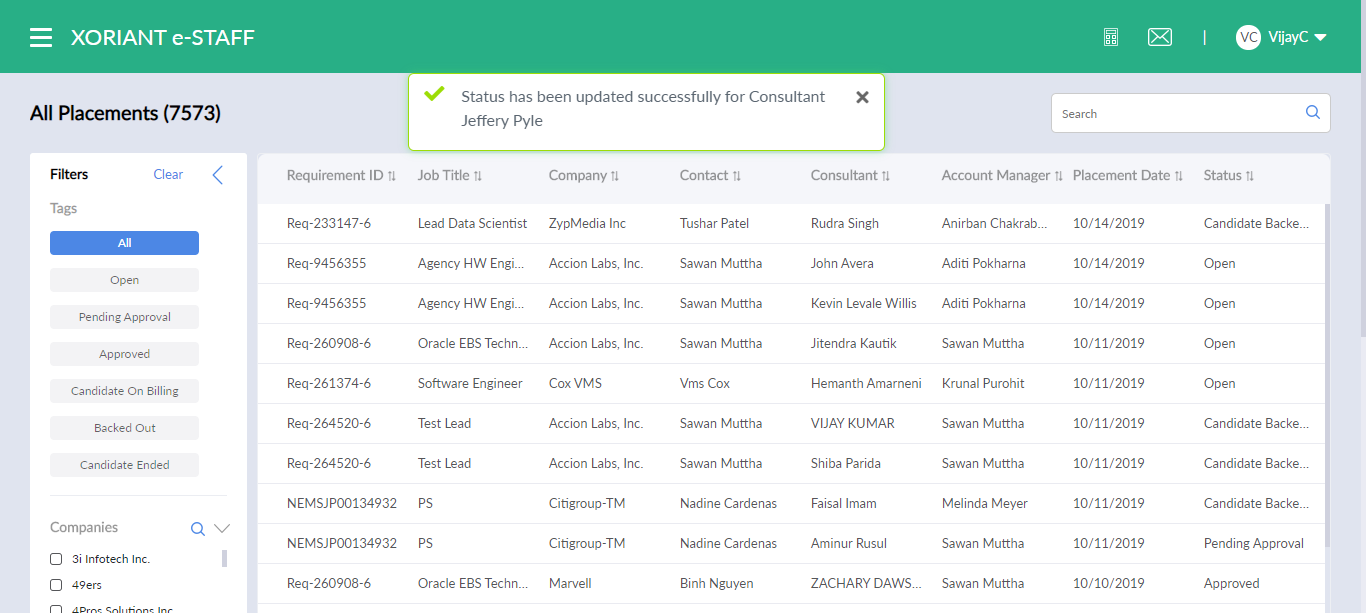 XORIANT e-STAFF
| VC VijayC
All Placements (7573)
Status has been updated successfully for Consultant
Jeffery Pyle
Search
Filters Clear
Tags
All
Open
Pending Approval
Approved
Candidate On Billing
Backed Out
Candidate Ended
Companies
3i Infotech Inc.
49ers
4Pros Solutions Inc
Requirement ID Job Title Company Contact Consultant Account Manager Placement Date Status
Req-233147-6 Lead Data Scientist ZypMedia Inc Tushar Patel Rudra Singh Anirban Chakrab... 10/14/2019 Candidate Backe...
Req-9456355 Agency HW Engi... Accion Labs, Inc. Sawan Muttha John Avera Aditi Pokharna 10/14/2019 Open
Req-9456355 Agency HW Engi... Accion Labs, Inc. Sawan Muttha Kevin Levale Willis Aditi Pokharna 10/14/2019 Open
Req-260908-6 Oracle EBS Techn... Accion Labs, Inc. Sawan Muttha Jitendra Kautik Sawan Muttha 10/11/2019 Open
Req-261374-6 Software Engineer Cox VMS Vms Cox Hemanth Amarneni Krunal Purohit 10/11/2019 Open
Req-264520-6 Test Lead Accion Labs, Inc. Sawan Muttha VIJAY KUMAR Sawan Muttha 10/11/2019 Candidate Backe...
Req-264520-6 Test Lead Accion Labs, Inc. Sawan Muttha Shiba Parida Sawan Muttha 10/11/2019 Candidate Backe...
NEMSJP00134932 PS Citigroup-TM Nadine Cardenas Faisal Imam Melinda Meyer 10/11/2019 Candidate Backe...
NEMSJP00134932 PS Citigroup-TM Nadine Cardenas Aminur Rusul Sawan Muttha 10/11/2019 Pending Approval
Req-260908-6 Oracle EBS Techn... Marvell Binh Nguyen ZACHARY DAWS... Sawan Muttha 10/10/2019 Approved